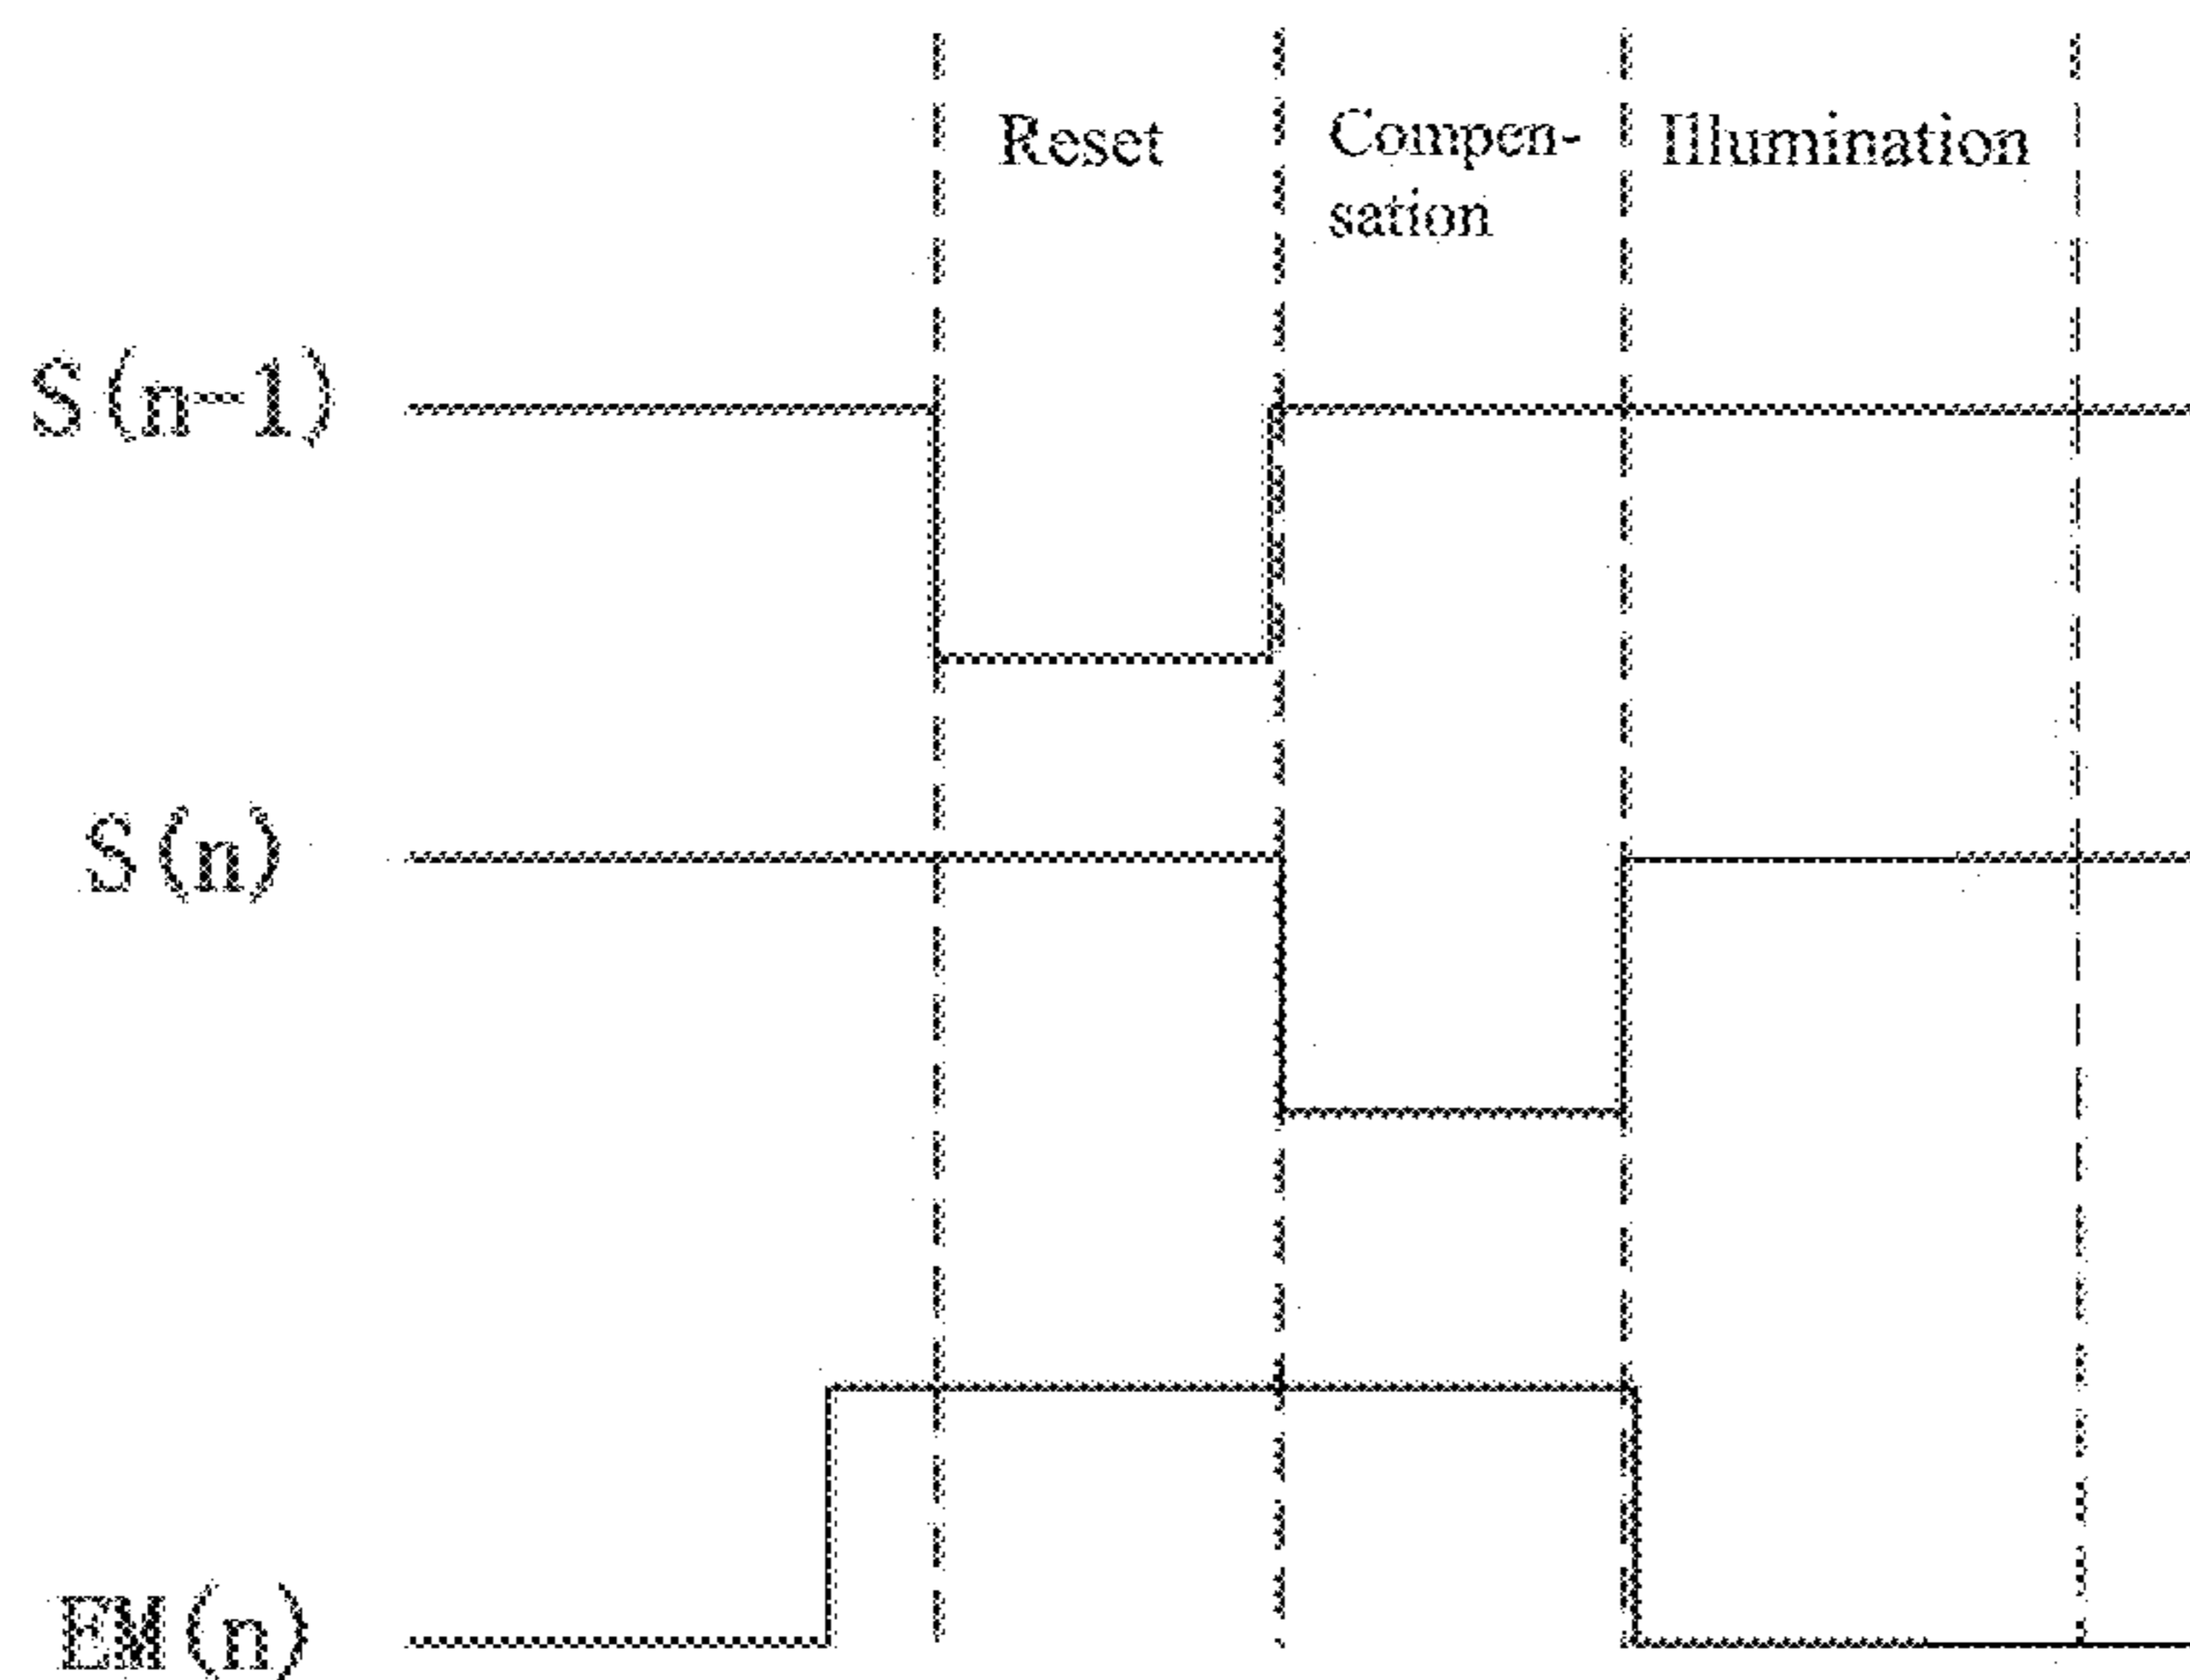 Reset
Compen-
sation
Illumination
S(n-1)
S(n)
EM(n)